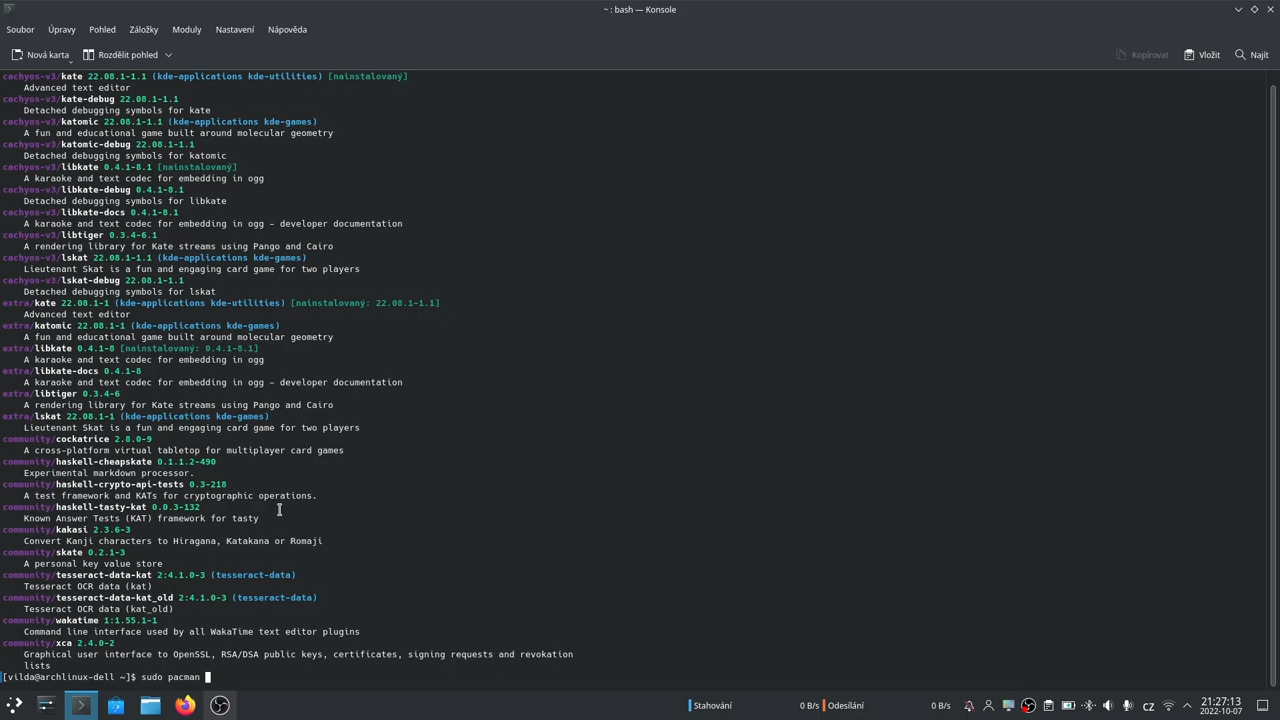 ~ : bash — Konsole
Soubor Úpravy Pohled Záložky Moduly Nastavení Nápověda
Nová karta Rozdělit pohled Kopírovat Vložit Najít
cachyos-v3/kate 22.08.1-1.1 (kde-applications kde-utilities) [nainstalovaný]
Advanced text editor
cachyos-v3/kate-debug 22.08.1-1.1
Detached debugging symbols for kate
cachyos-v3/katomic 22.08.1-1.1 (kde-applications kde-games)
A fun and educational game built around molecular geometry
cachyos-v3/katomic-debug 22.08.1-1.1
Detached debugging symbols for katomic
cachyos-v3/libkate 0.4.1-8.1 [nainstalovaný]
A karaoke and text codec for embedding in ogg
cachyos-v3/libkate-debug 0.4.1-8.1
Detached debugging symbols for libkate
cachyos-v3/libkate-docs 0.4.1-8.1
A karaoke and text codec for embedding in ogg - developer documentation
cachyos-v3/libtiger 0.3.4-6.1
A rendering library for Kate streams using Pango and Cairo
cachyos-v3/lskat 22.08.1-1.1 (kde-applications kde-games)
Lieutenant Skat is a fun and engaging card game for two players
cachyos-v3/lskat-debug 22.08.1-1.1
Detached debugging symbols for lskat
extra/kate 22.08.1-1 (kde-applications kde-utilities) [nainstalovaný: 22.08.1-1.1]
Advanced text editor
extra/katomic 22.08.1-1 (kde-applications kde-games)
A fun and educational game built around molecular geometry
extra/libkate 0.4.1-8 [nainstalovaný: 0.4.1-8.1]
A karaoke and text codec for embedding in ogg
extra/libkate-docs 0.4.1-8
A karaoke and text codec for embedding in ogg - developer documentation
extra/libtiger 0.3.4-6
A rendering library for Kate streams using Pango and Cairo
extra/lskat 22.08.1-1 (kde-applications kde-games)
Lieutenant Skat is a fun and engaging card game for two players
community/cockatrice 2.8.0-9
A cross-platform virtual tabletop for multiplayer card games
community/haskell-cheapskate 0.1.1.2-490
Experimental markdown processor.
community/haskell-crypto-api-tests 0.3-218
A test framework and KATs for cryptographic operations.
community/haskell-tasty-kat 0.0.3-132
Known Answer Tests (KAT) framework for tasty
community/kakasi 2.3.6-3
Convert Kanji characters to Hiragana, Katakana or Romaji
community/skate 0.2.1-3
A personal key value store
community/tesseract-data-kat 2:4.1.0-3 (tesseract-data)
Tesseract OCR data (kat)
community/tesseract-data-kat_old 2:4.1.0-3 (tesseract-data)
Tesseract OCR data (kat_old)
community/wakatime 1:1.55.1-1
Command line interface used by all WakaTime text editor plugins
community/xca 2.4.0-2
Graphical user interface to OpenSSL, RSA/DSA public keys, certificates, signing requests and revokation
lists
[vilda@archlinux-dell ~]$ sudo pacman
Stahování 0 B/s Odesílání 0 B/s CZ 21:27:13
2022-10-07